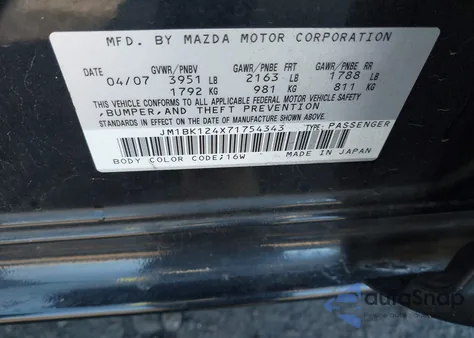 MFD. BY MAZDA MOTOR CORPORATION
DATE GVWR/PNBV GAWR/PNBE FRT GAWR/PNBE RR
04/07 3951 LB 2163 LB 1788 LB
1792 KG 981 KG 811 KG
THIS VEHICLE CONFORMS TO ALL APPLICABLE FEDERAL MOTOR VEHICLE SAFETY,
,BUMPER,AND THEFT PREVENTION
STANDARDS IN EFFECT ON THE DATE OF MANUFACTURE SHOWN ABOVE.
JM1BK124X71754343 TYPE:PASSENGER
BODY COLOR CODE;16W MADE IN JAPAN
autoSnap